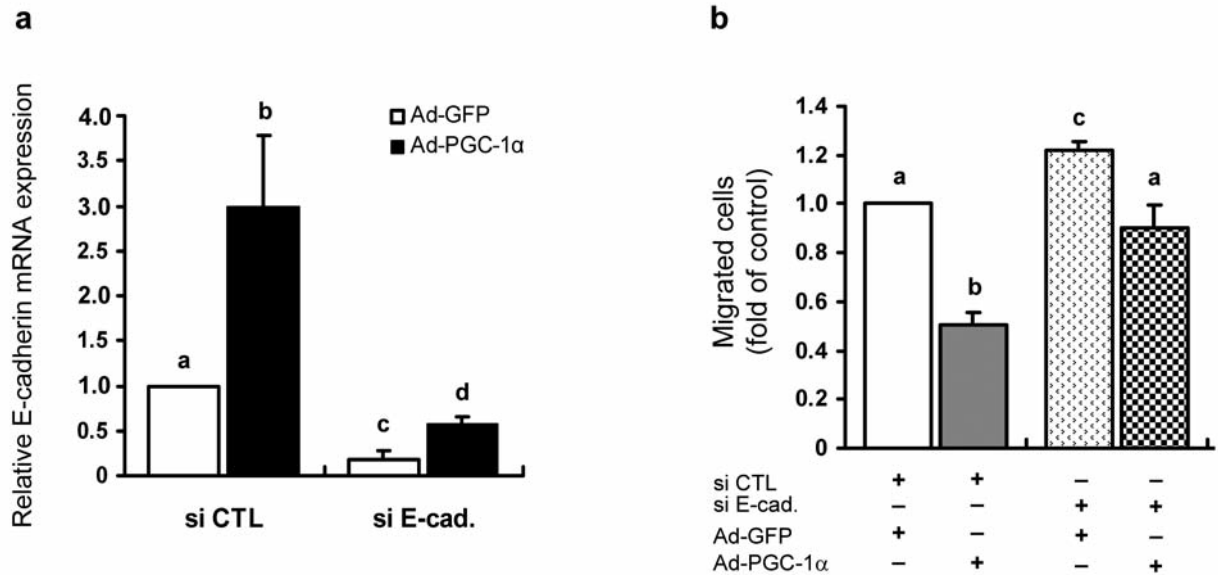 a
Relative E-cadherin mRNA expression
4.0
3.5
3.0
2.5
2.0
1.5
1.0
0.5
0
Ad-GFP
Ad-PGC-1α
a
b
c
d
si CTL si E-cad.
b
Migrated cells
(fold of control)
1.4
1.2
1.0
0.8
0.6
0.4
0.2
0
a
b
c
a
si CTL + + – –
si E-cad. – – + +
Ad-GFP + – + –
Ad-PGC-1α – + – +